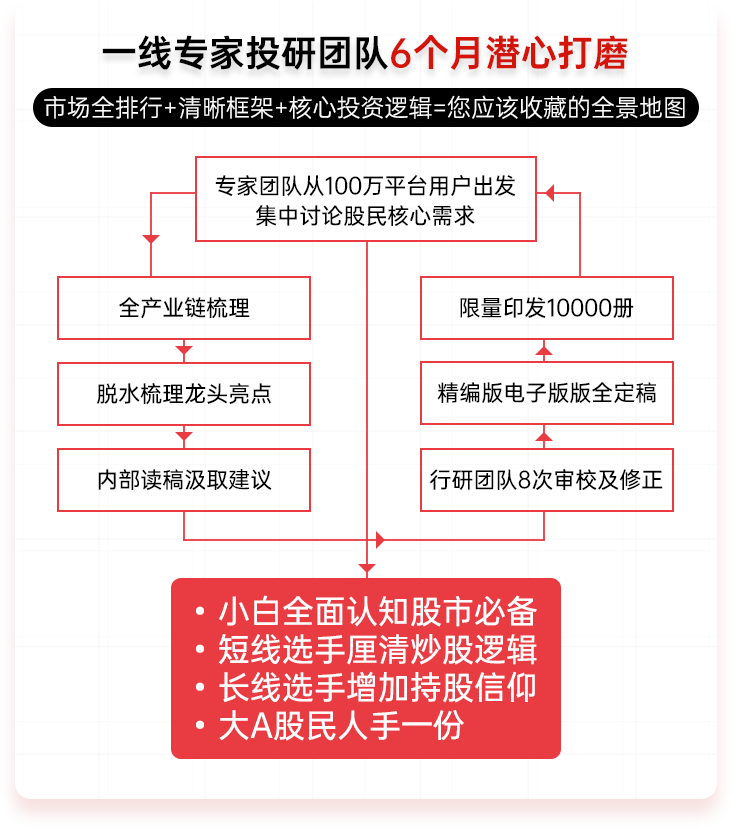 一线专家投研团队6个月潜心打磨
市场全排行+清晰框架+核心投资逻辑=您应该收藏的全景地图
专家团队从100万平台用户出发
集中讨论股民核心需求
全产业链梳理
脱水梳理龙头亮点
内部读稿汲取建议
行研团队8次审校及修正
精编版电子版版全定稿
限量印发10000册
• 小白全面认知股市必备
• 短线选手厘清炒股逻辑
• 长线选手增加持股信仰
• 大A股民人手一份